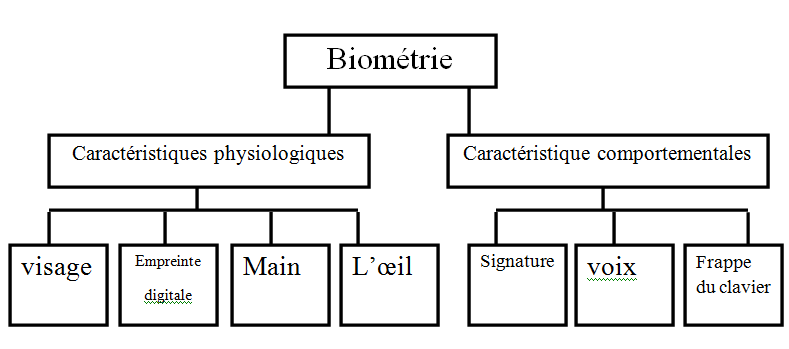 Biométrie
Caractéristiques physiologiques
Caractéristique comportementales
visage
Empreinte
digitale
Main
L’œil
Signature
voix
Frappe
du clavier